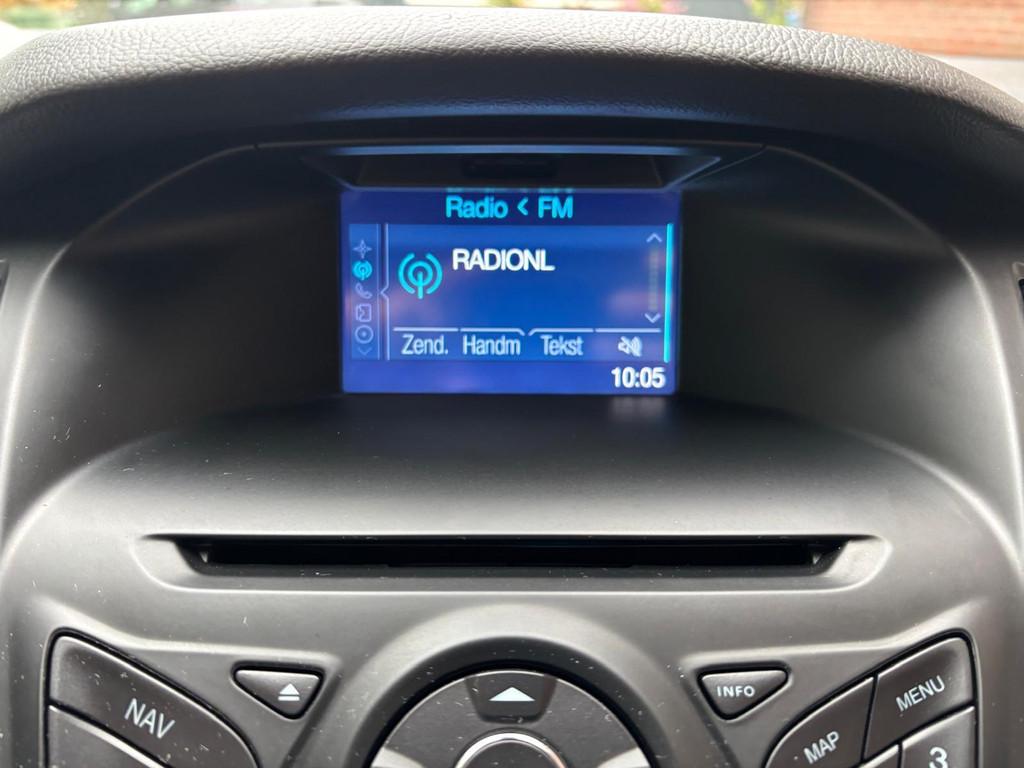 Radio < FM
RADIONL
Zend. Handm Tekst
10:05
NAV
INFO
MAP
MENU
3